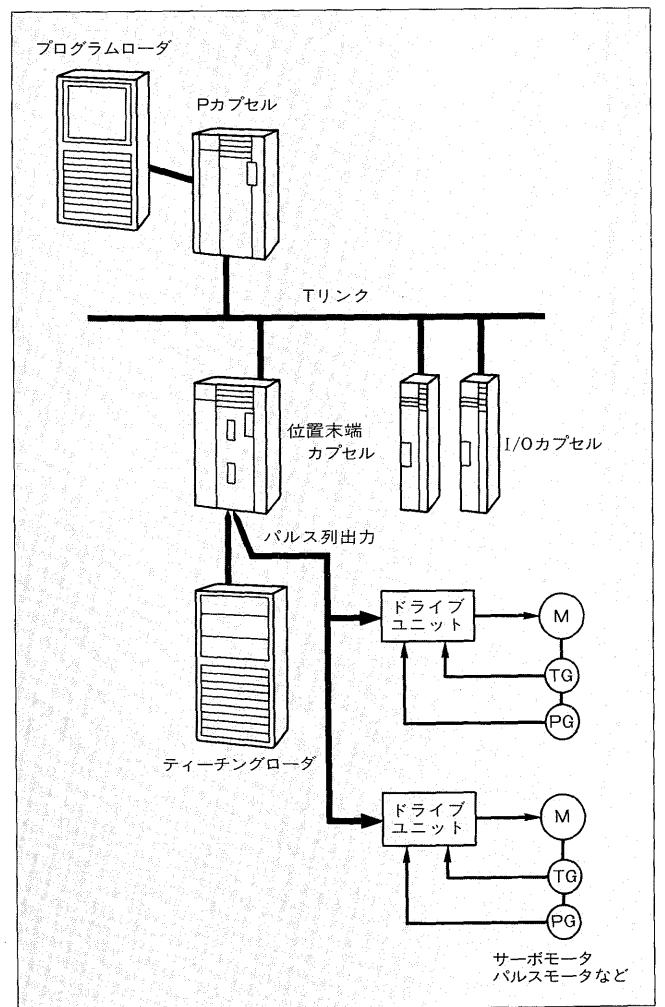 プログラムローダ
Pカプセル
Tリンク
位置末端
カプセル
I/Oカプセル
パルス列出力
ティーチングローダ
ドライブ
ユニット
M
TG
PG
ドライブ
ユニット
M
TG
PG
サーボモータ
パルスモータなど